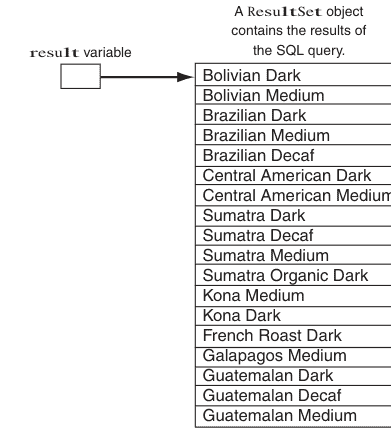 A ResultSet object
contains the results of
the SQL query.
result variable
Bolivian Dark
Bolivian Medium
Brazilian Dark
Brazilian Medium
Brazilian Decaf
Central American Dark
Central American Medium
Sumatra Dark
Sumatra Decaf
Sumatra Medium
Sumatra Organic Dark
Kona Medium
Kona Dark
French Roast Dark
Galapagos Medium
Guatemalan Dark
Guatemalan Decaf
Guatemalan Medium